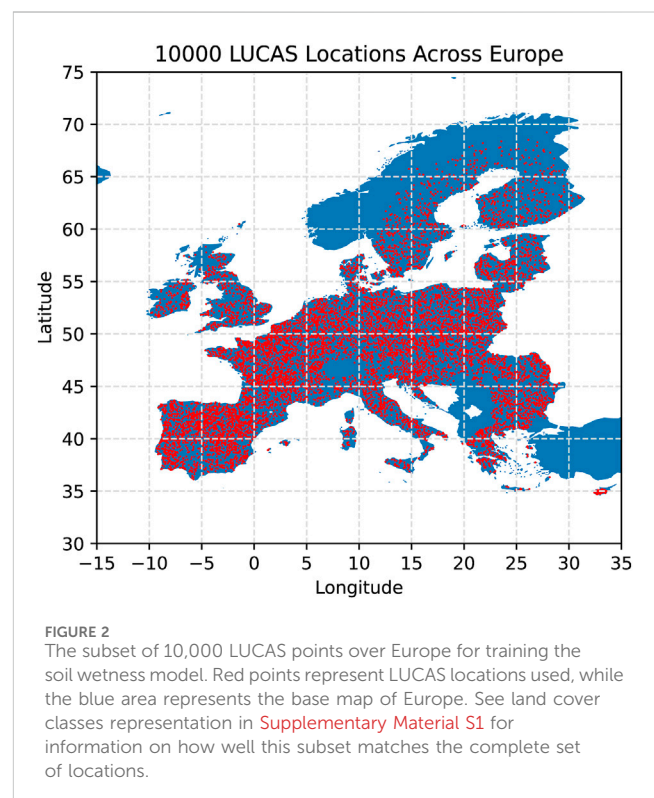 10000 LUCAS Locations Across Europe
75
70
65
60
55
50
45
40
35
30
Latitude
−15 −10 −5 0 5 10 15 20 25 30 35
Longitude
FIGURE 2
The subset of 10,000 LUCAS points over Europe for training the
soil wetness model. Red points represent LUCAS locations used, while
the blue area represents the base map of Europe. See land cover
classes representation in Supplementary Material S1 for
information on how well this subset matches the complete set
of locations.